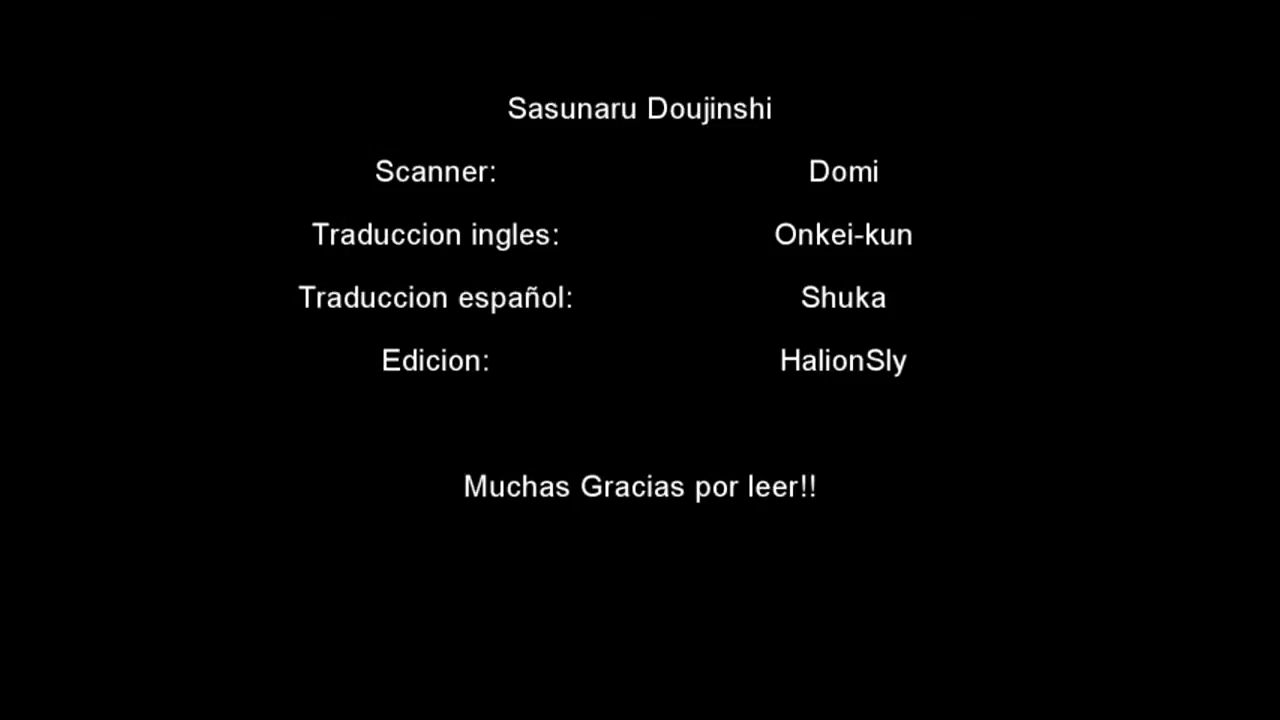 Sasunaru Doujinshi
Scanner: Domi
Traduccion ingles: Onkei-kun
Traduccion español: Shuka
Edicion: HalionSly
Muchas Gracias por leer!!